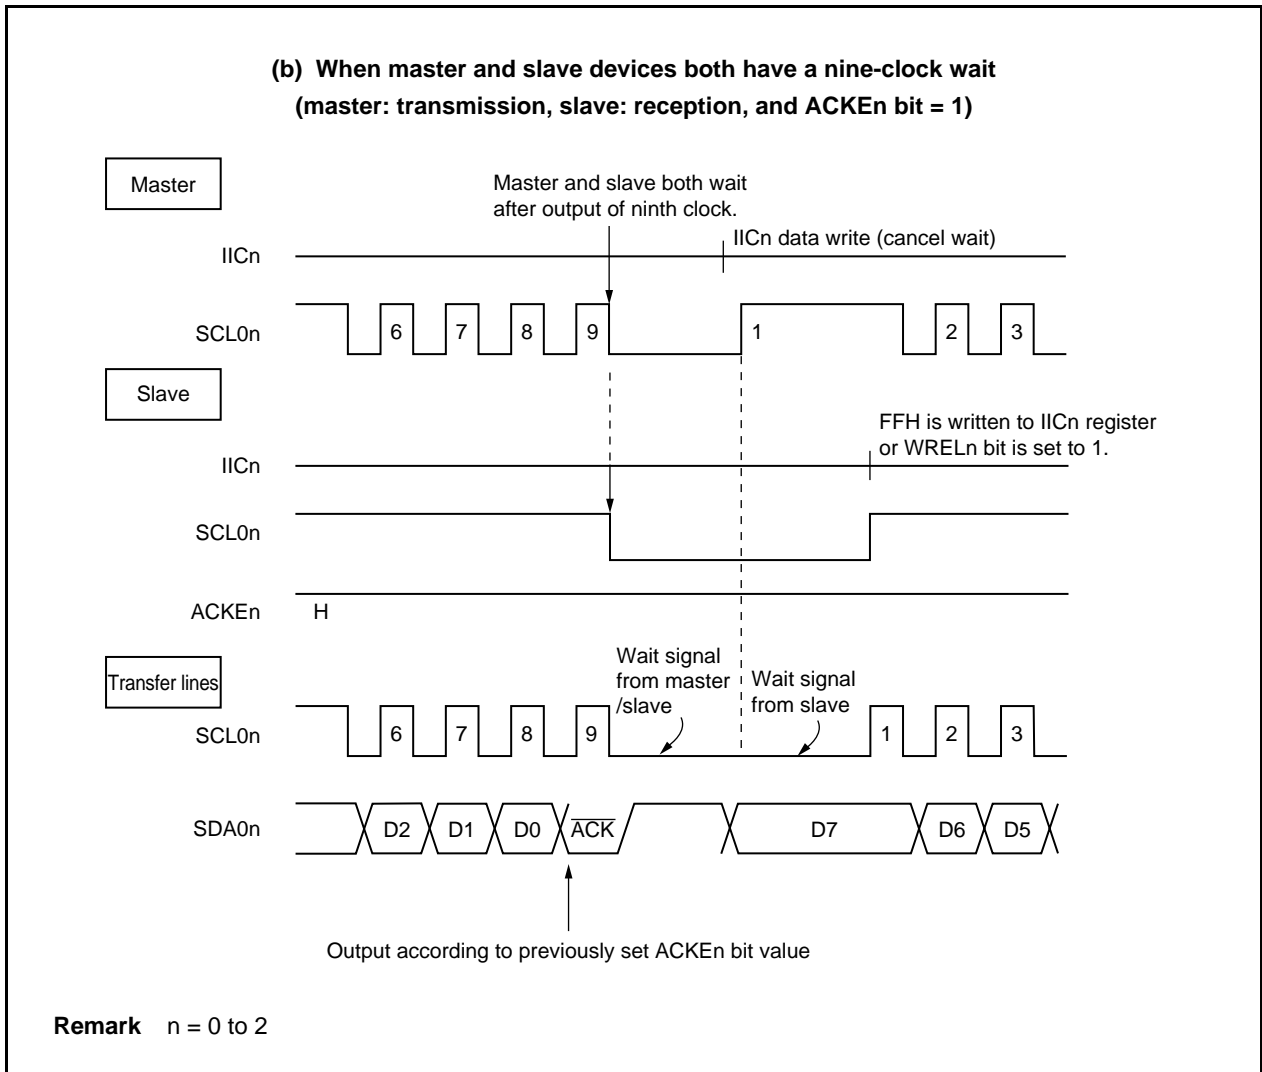 (b) When master and slave devices both have a nine-clock wait
(master: transmission, slave: reception, and ACKEn bit = 1)
Master
Master and slave both wait
after output of ninth clock.
IICn
IICn data write (cancel wait)
SCL0n
6 7 8 9 1 2 3
Slave
FFH is written to IICn register
or WRELn bit is set to 1.
IICn
SCL0n
ACKEn H
Transfer lines
Wait signal
from master
/slave
Wait signal
from slave
SCL0n
6 7 8 9 1 2 3
SDA0n
D2 D1 D0 ACK D7 D6 D5
Output according to previously set ACKEn bit value
Remark n = 0 to 2